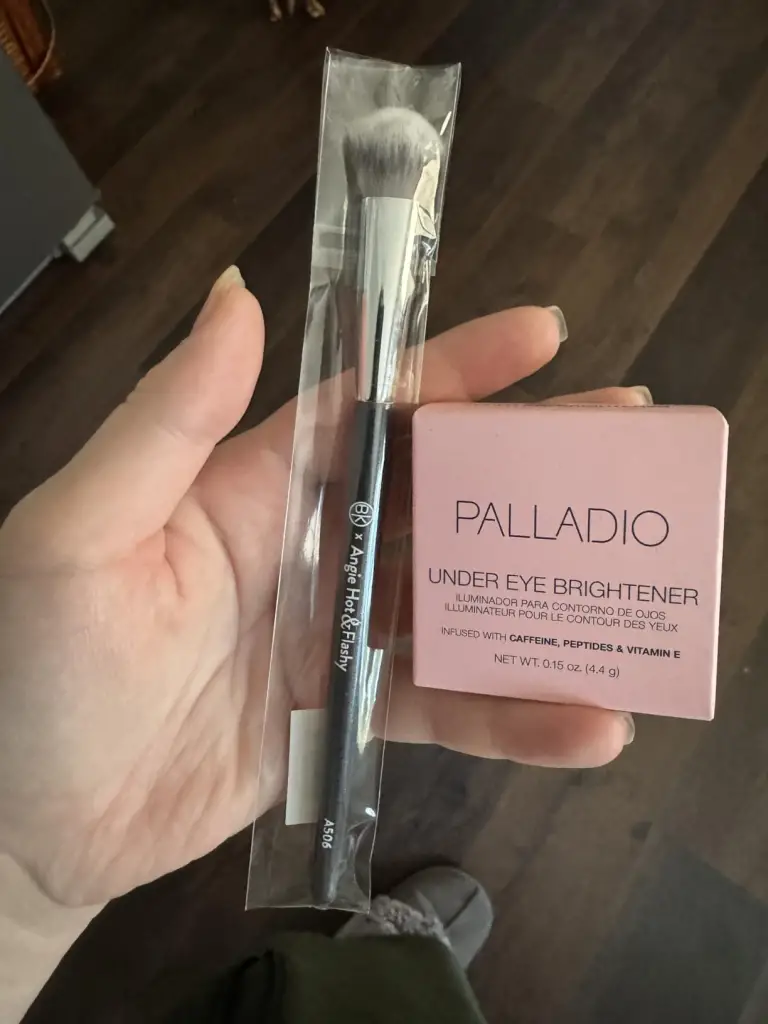 BK x Angie Hot & Flashy
A506
PALLADIO
UNDER EYE BRIGHTENER
ILUMINADOR PARA CONTORNO DE OJOS
ILLUMINATEUR POUR LE CONTOUR DES YEUX
INFUSED WITH CAFFEINE, PEPTIDES & VITAMIN E
NET WT. 0.15 oz. (4.4 g)